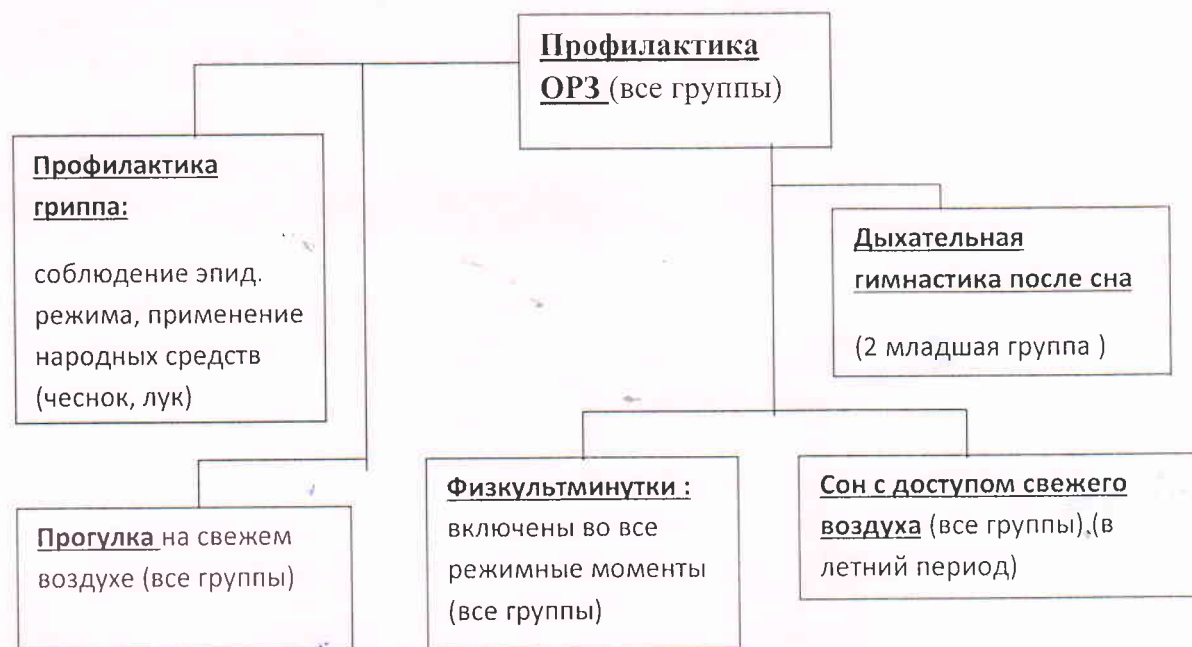 Профилактика
ОРЗ (все группы)
Профилактика
гриппа:
соблюдение эпид.
режима, применение
народных средств
(чеснок, лук)
Дыхательная
гимнастика после сна
(2 младшая группа )
Прогулка на свежем
воздухе (все группы)
Физкультминутки :
включены во все
режимные моменты
(все группы)
Сон с доступом свежего
воздуха (все группы),(в
летний период)